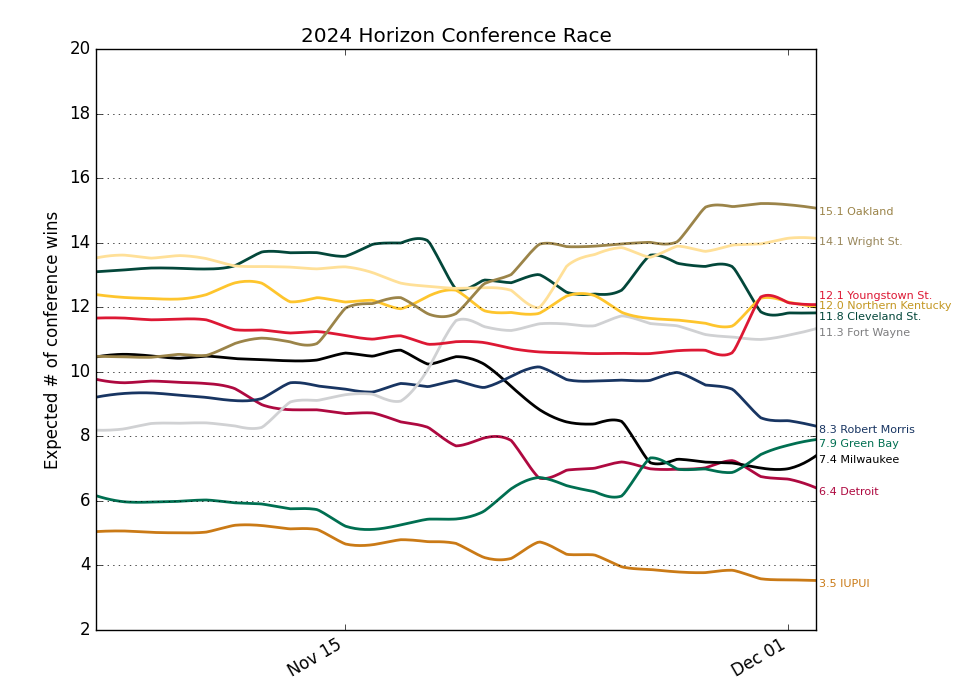 2024 Horizon Conference Race
Expected # of conference wins
20
18
16
14
12
10
8
6
4
2
Nov 15
Dec 01
15.1 Oakland
14.1 Wright St.
12.1 Youngstown St.
12.0 Northern Kentucky
11.8 Cleveland St.
11.3 Fort Wayne
8.3 Robert Morris
7.9 Green Bay
7.4 Milwaukee
6.4 Detroit
3.5 IUPUI